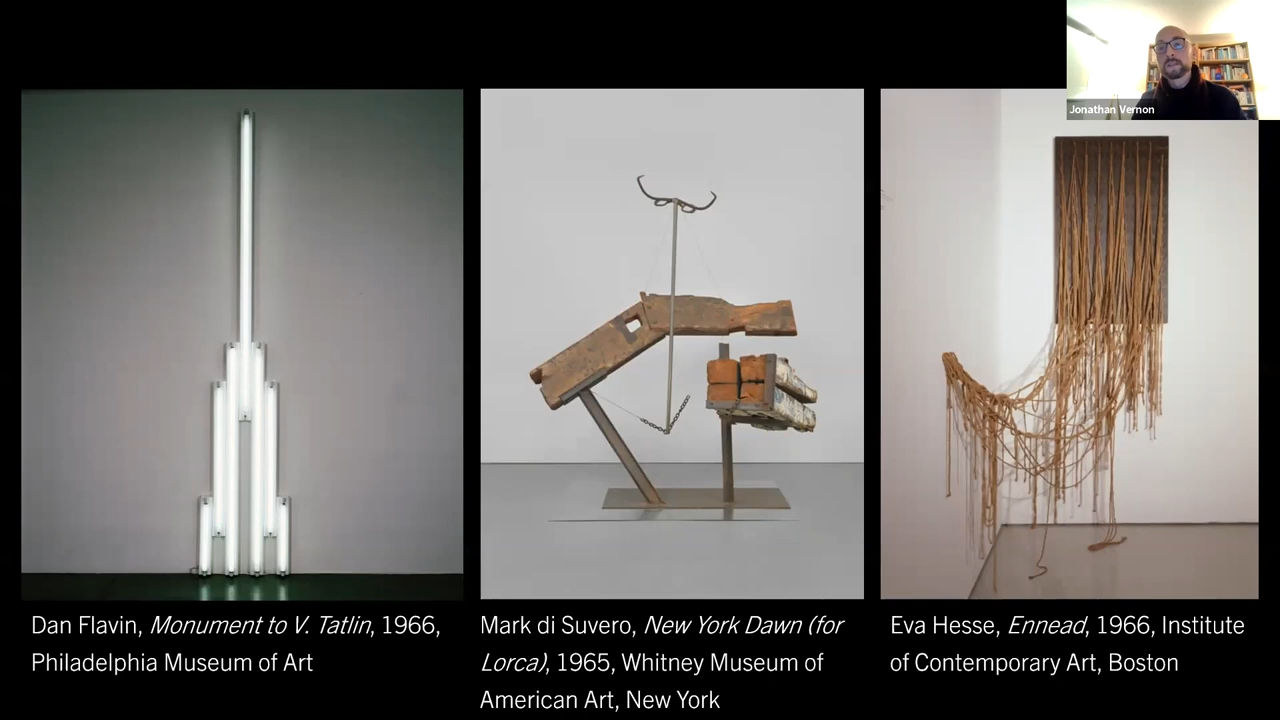 Jonathan Vernon
Dan Flavin, Monument to V. Tatlin, 1966,
Philadelphia Museum of Art
Mark di Suvero, New York Dawn (for
Lorca), 1965, Whitney Museum of
American Art, New York
Eva Hesse, Ennead, 1966, Institute
of Contemporary Art, Boston